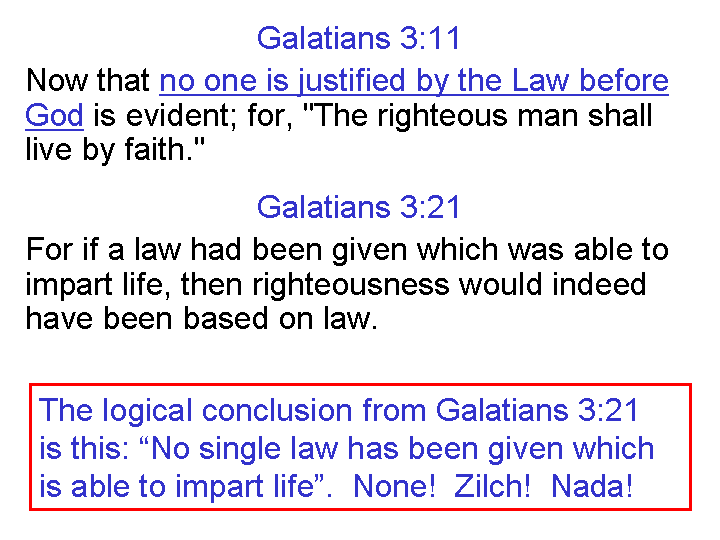 Galatians 3:11
Now that no one is justified by the Law before
God is evident; for, "The righteous man shall
live by faith."
Galatians 3:21
For if a law had been given which was able to
impart life, then righteousness would indeed
have been based on law.
The logical conclusion from Galatians 3:21
is this: “No single law has been given which
is able to impart life”.  None!  Zilch!  Nada!